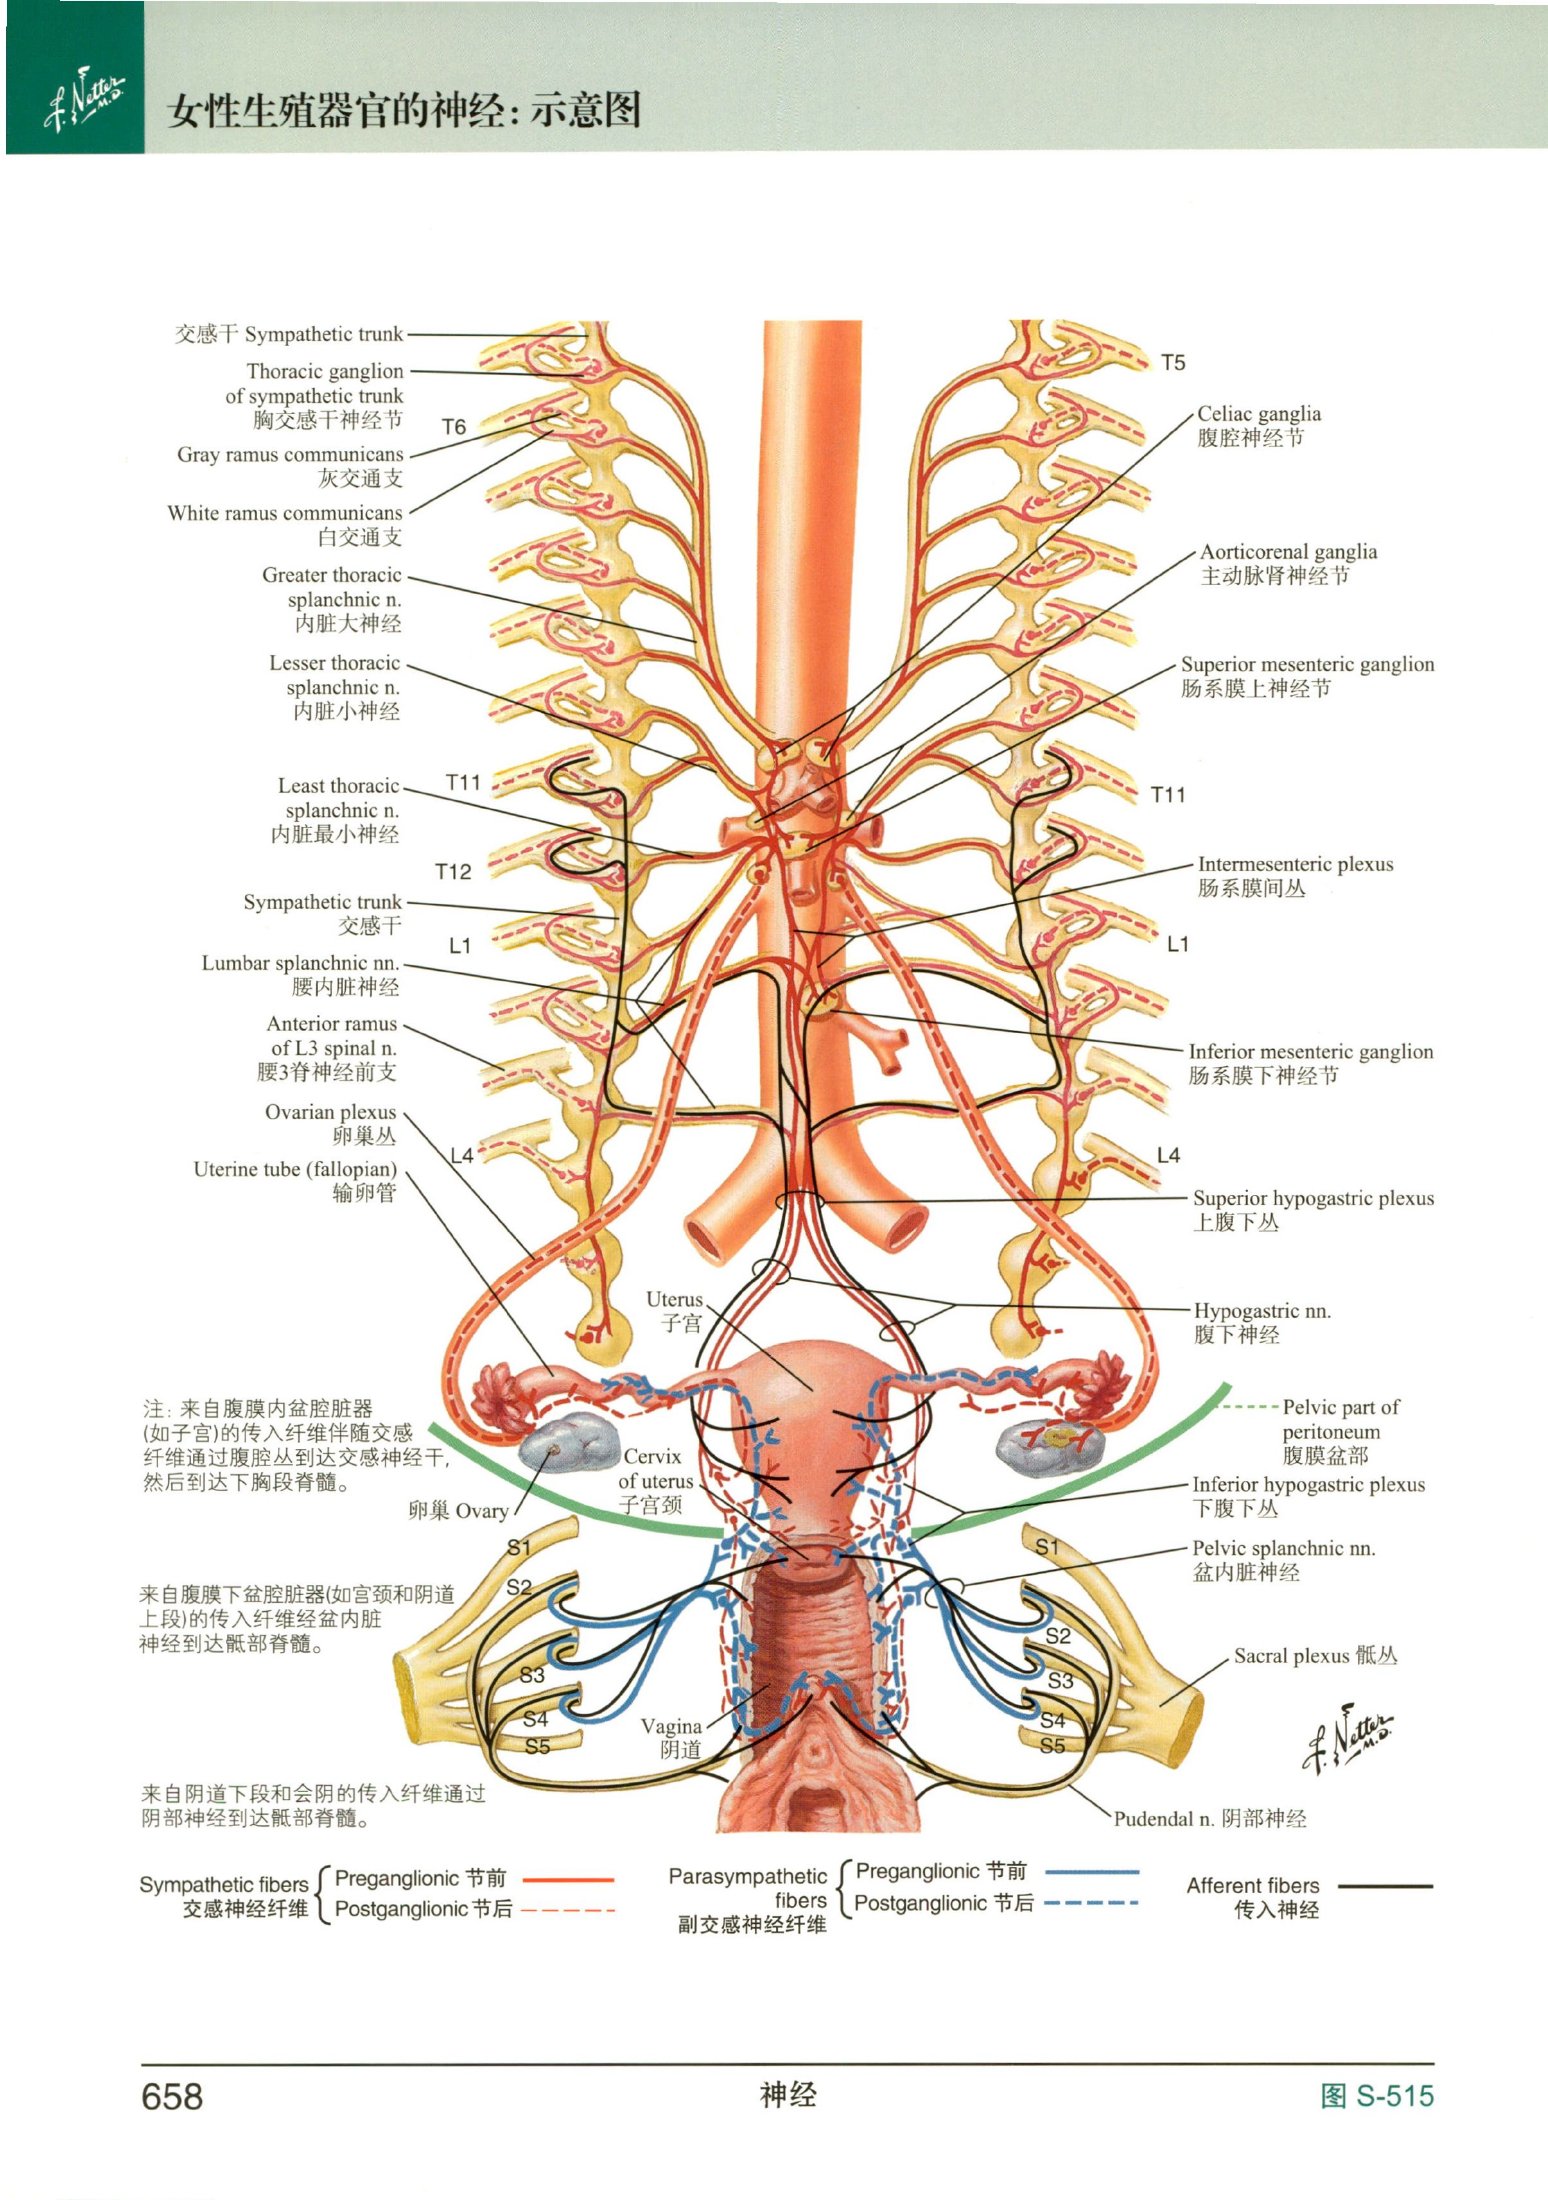 F. Netter M.D.
女性生殖器官的神经：示意图
交感干 Sympathetic trunk
Thoracic ganglion
of sympathetic trunk
胸交感干神经节
T6
Gray ramus communicans
灰交通支
White ramus communicans
白交通支
Greater thoracic
splanchnic n.
内脏大神经
Lesser thoracic
splanchnic n.
内脏小神经
Least thoracic
splanchnic n.
内脏最小神经
T11
T12
Sympathetic trunk
交感干
L1
Lumbar splanchnic nn.
腰内脏神经
Anterior ramus
of L3 spinal n.
腰3脊神经前支
Ovarian plexus
卵巢丛
L4
Uterine tube (fallopian)
输卵管
T5
Celiac ganglia
腹腔神经节
Aorticorenal ganglia
主动脉肾神经节
Superior mesenteric ganglion
肠系膜上神经节
T11
Intermesenteric plexus
肠系膜间丛
L1
Inferior mesenteric ganglion
肠系膜下神经节
L4
Superior hypogastric plexus
上腹下丛
Hypogastric nn.
腹下神经
Uterus
子宫
注：来自腹膜内盆腔脏器
(如子宫)的传入纤维伴随交感
纤维通过腹腔丛到达交感神经干,
然后到达下胸段脊髓。
卵巢 Ovary
Cervix
of uterus
子宫颈
Pelvic part of
peritoneum
腹膜盆部
Inferior hypogastric plexus
下腹下丛
Pelvic splanchnic nn.
盆内脏神经
S1
S2
S3
S4
S5
S1
S2
S3
S4
S5
来自腹膜下盆腔脏器(如宫颈和阴道
上段)的传入纤维经盆内脏
神经到达骶部脊髓。
Sacral plexus 骶丛
Vagina
阴道
F. Netter M.D.
来自阴道下段和会阴的传入纤维通过
阴部神经到达骶部脊髓。
Pudendal n. 阴部神经
Sympathetic fibers
交感神经纤维
Preganglionic 节前
Postganglionic 节后
Parasympathetic
fibers
副交感神经纤维
Preganglionic 节前
Postganglionic 节后
Afferent fibers
传入神经
658
神经
图 S-515